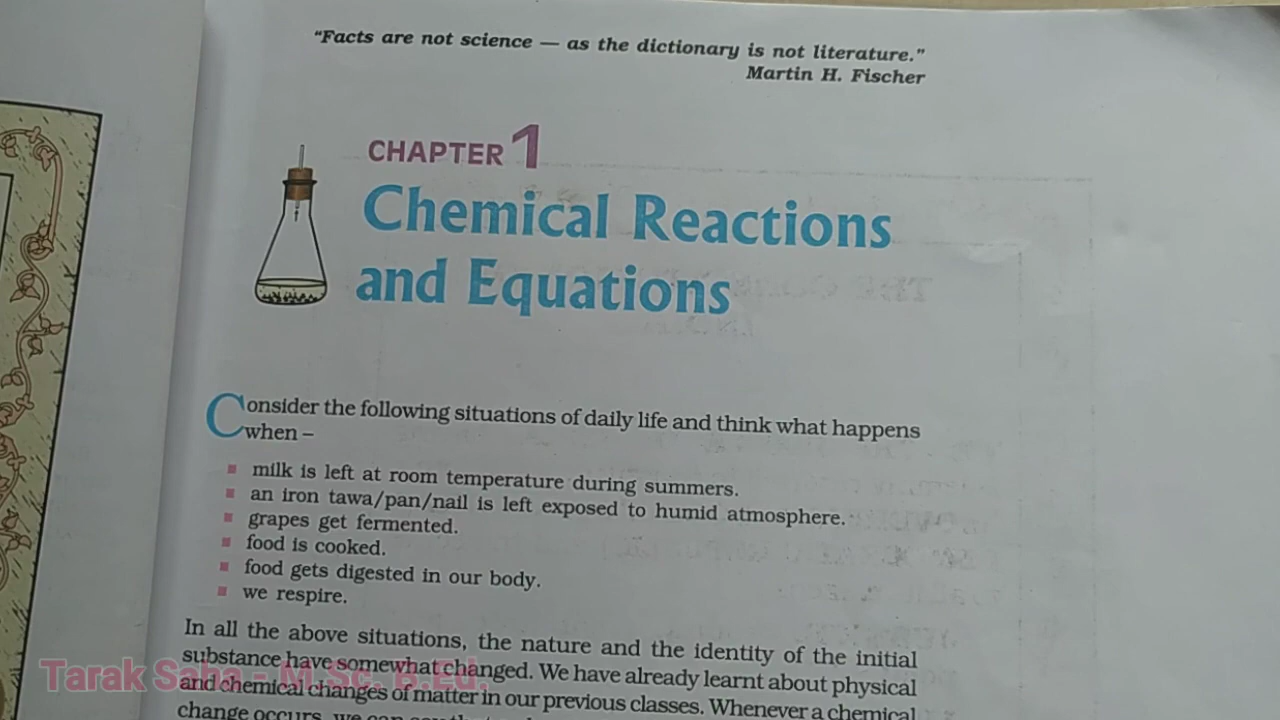 "Facts are not science — as the dictionary is not literature."
Martin H. Fischer
CHAPTER 1
Chemical Reactions
and Equations
Consider the following situations of daily life and think what happens
when –
milk is left at room temperature during summers.
an iron tawa/pan/nail is left exposed to humid atmosphere.
grapes get fermented.
food is cooked.
food gets digested in our body.
we respire.
In all the above situations, the nature and the identity of the initial
substance have somewhat changed. We have already learnt about physical
and chemical changes of matter in our previous classes. Whenever a chemical
change occurs, we can say that
Tarak Saha - M.Sc. B.Ed.